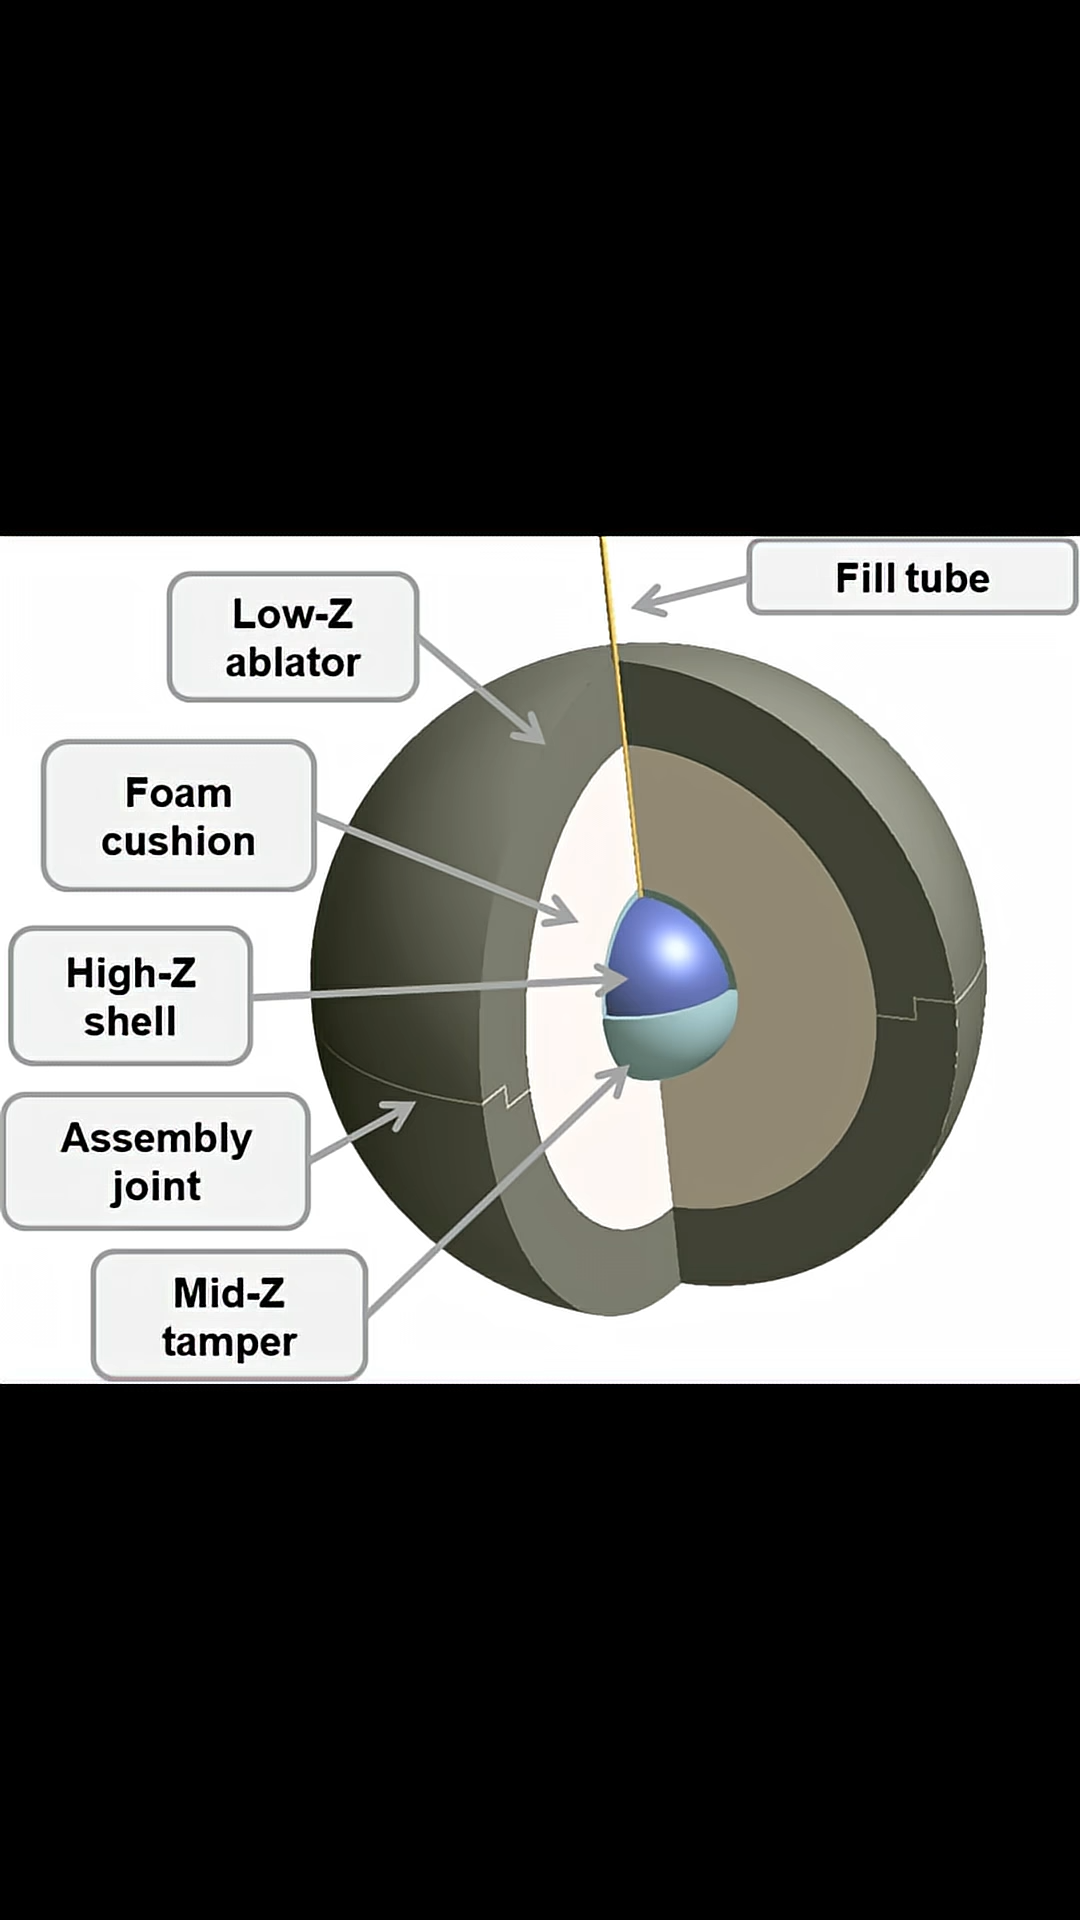 Fill tube
Low-Z
ablator
Foam
cushion
High-Z
shell
Assembly
joint
Mid-Z
tamper